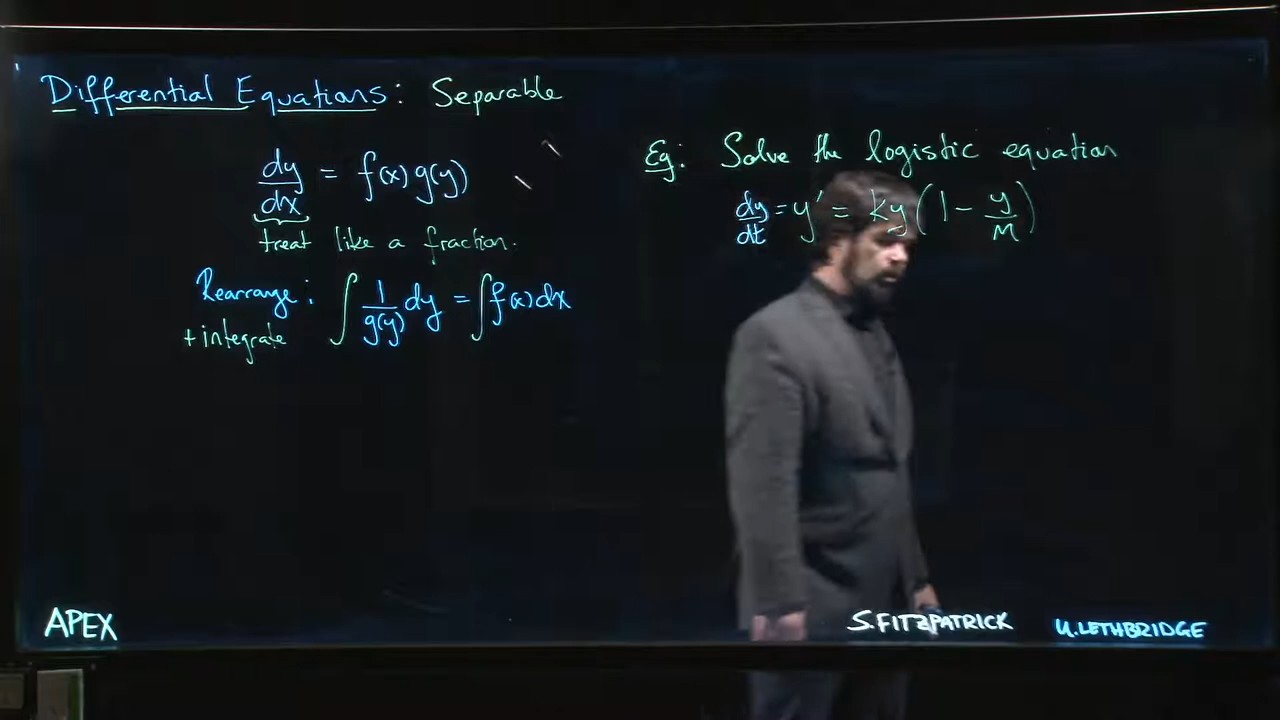 Differential Equations: Separable
dy/dx = f(x) g(y)
treat like a fraction.
Rearrange: ∫ 1/g(y) dy = ∫ f(x) dx
+ integrate
Eg: Solve the logistic equation
dy/dt = y' = ky(1 - y/M)
APEX
S. FITZPATRICK
U. LETHBRIDGE